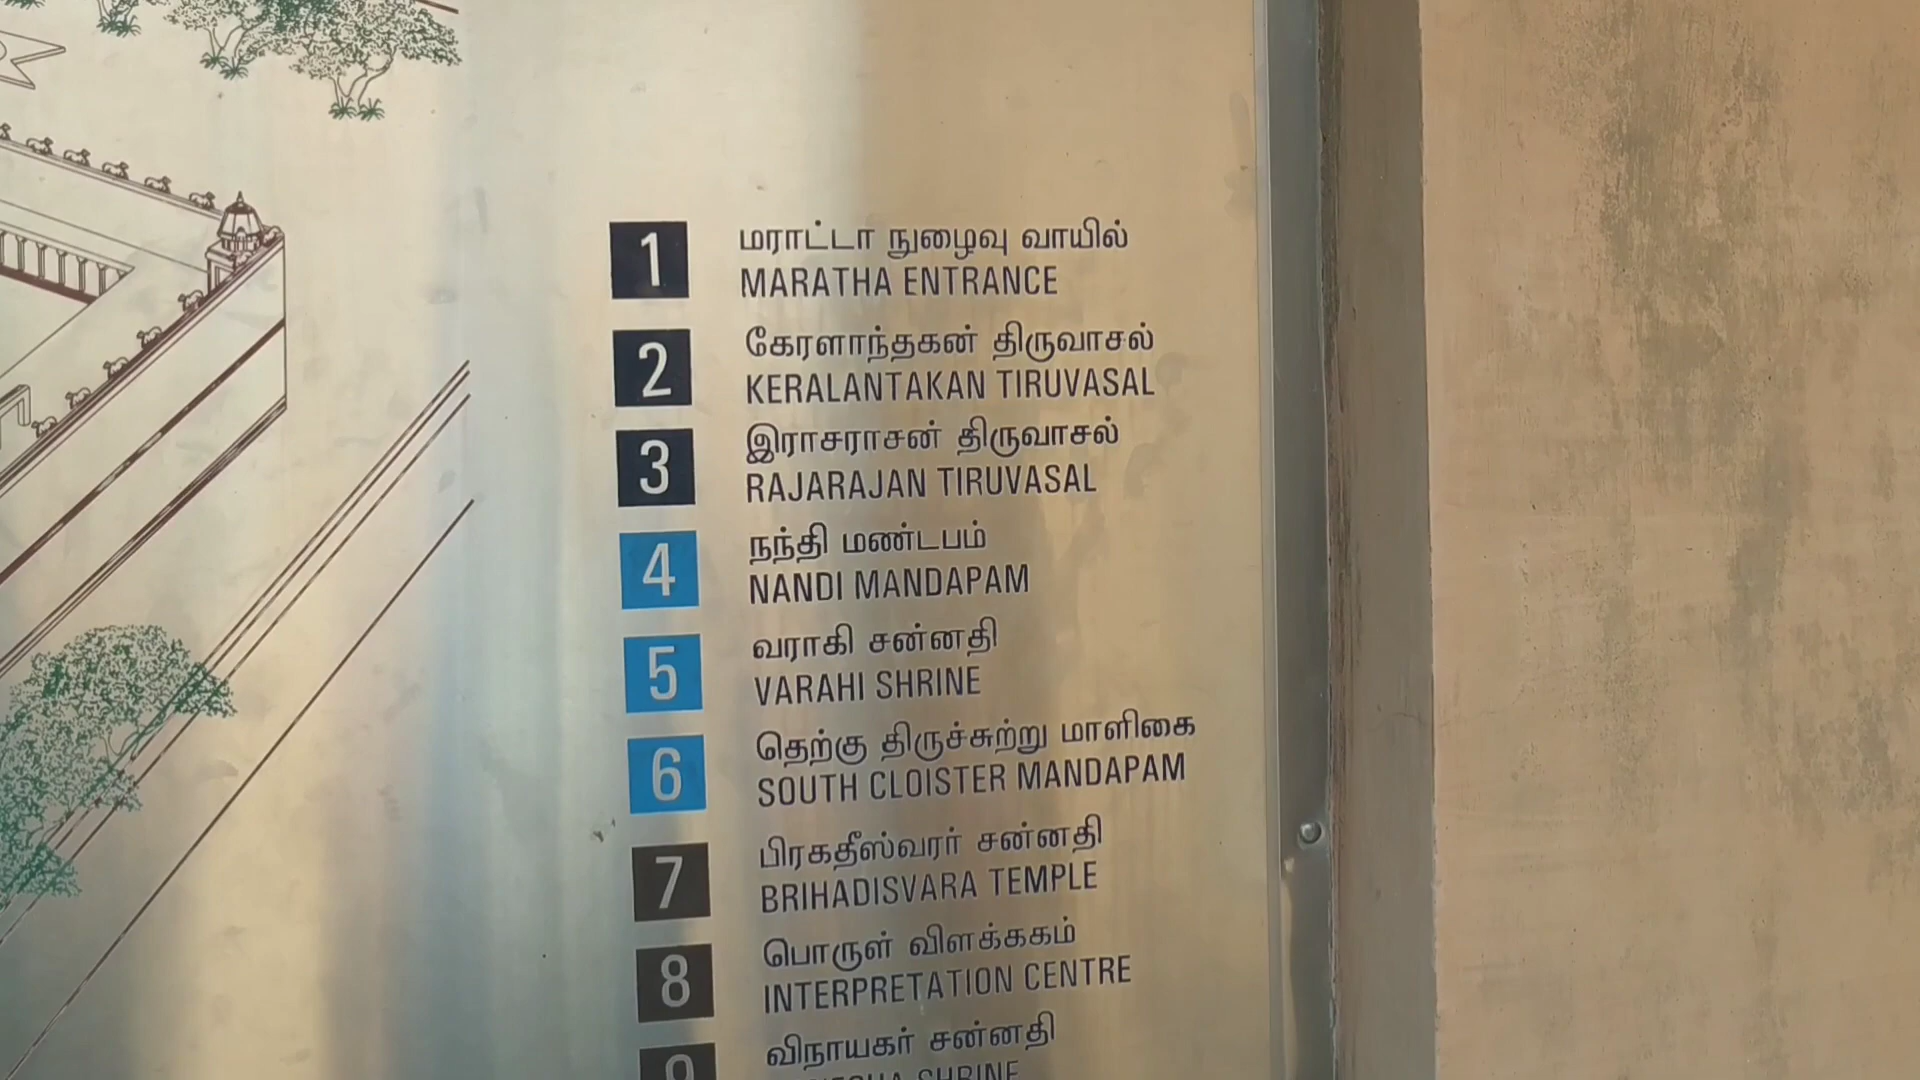 1 மராட்டா நுழைவு வாயில்
MARATHA ENTRANCE
2 கேரளாந்தகன் திருவாசல்
KERALANTAKAN TIRUVASAL
3 இராசராசன் திருவாசல்
RAJARAJAN TIRUVASAL
4 நந்தி மண்டபம்
NANDI MANDAPAM
5 வராகி சன்னதி
VARAHI SHRINE
6 தெற்கு திருச்சுற்று மாளிகை
SOUTH CLOISTER MANDAPAM
7 பிரகதீஸ்வரர் சன்னதி
BRIHADISVARA TEMPLE
8 பொருள் விளக்ககம்
INTERPRETATION CENTRE
9 விநாயகர் சன்னதி
SHRINE